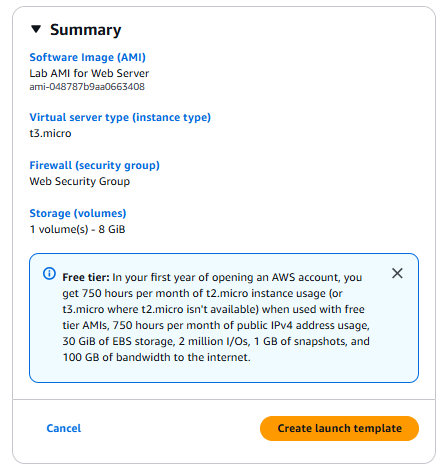 Summary
Software Image (AMI)
Lab AMI for Web Server
ami-048787b9aa0663408
Virtual server type (instance type)
t3.micro
Firewall (security group)
Web Security Group
Storage (volumes)
1 volume(s) - 8 GiB
Free tier: In your first year of opening an AWS account, you
get 750 hours per month of t2.micro instance usage (or
t3.micro where t2.micro isn't available) when used with free
tier AMIs, 750 hours per month of public IPv4 address usage,
30 GiB of EBS storage, 2 million I/Os, 1 GB of snapshots, and
100 GB of bandwidth to the internet.
Cancel
Create launch template